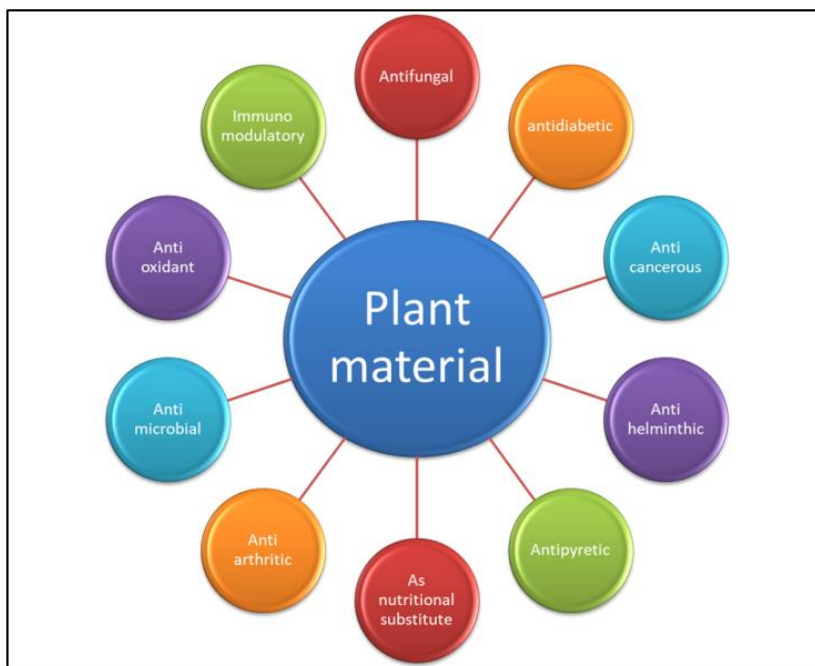 Antifungal
antidiabetic
Anti
cancerous
Anti
helminthic
Antipyretic
As
nutritional
substitute
Anti
arthritic
Anti
microbial
Anti
oxidant
Immuno
modulatory
Plant
material